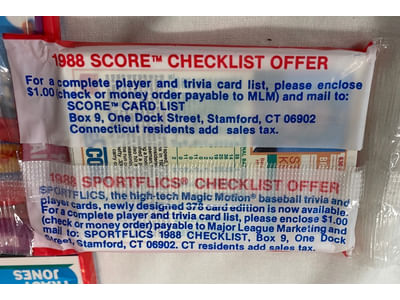 1988 SCORE™ CHECKLIST OFFER
For a complete player and trivia card list, please enclose
$1.00 (check or money order payable to MLM) and mail to:
SCORE™ CARD LIST
Box 9, One Dock Street, Stamford, CT 06902
Connecticut residents add sales tax.
1988 SPORTFLICS® CHECKLIST OFFER
SPORTFLICS, the high-tech Magic Motion® baseball trivia and
player cards, newly designed 378 card edition is now available.
For a complete player and trivia card list, please enclose $1.00
(check or money order) payable to Major League Marketing and
mail to: SPORTFLICS 1988 CHECKLIST, Box 9, One Dock
Street, Stamford, CT 06902. CT residents add sales tax.
JONES